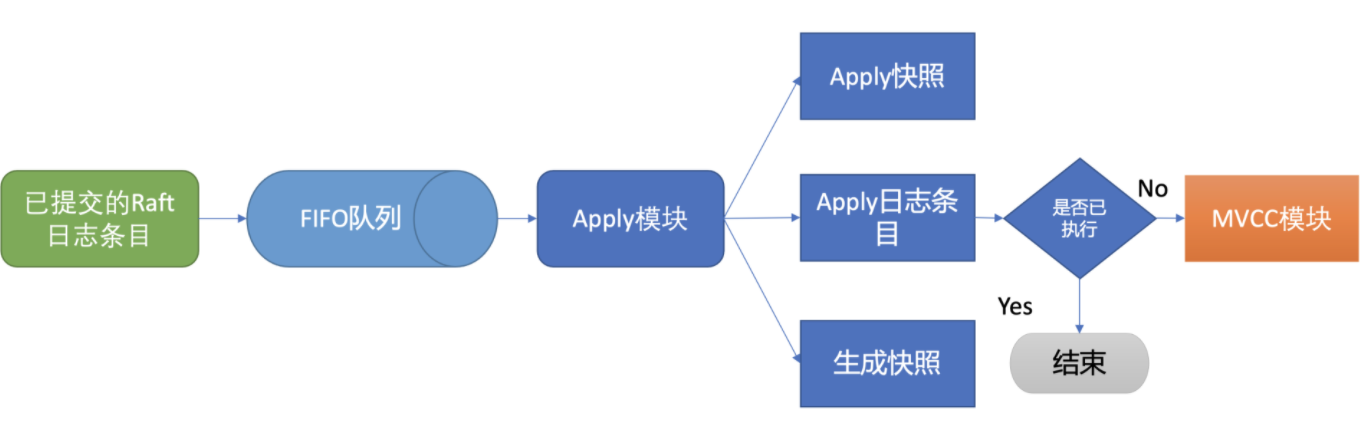 已提交的Raft
日志条目
FIFO队列
Apply模块
Apply快照
Apply日志条
目
生成快照
是否已
执行
No
MVCC模块
Yes
结束